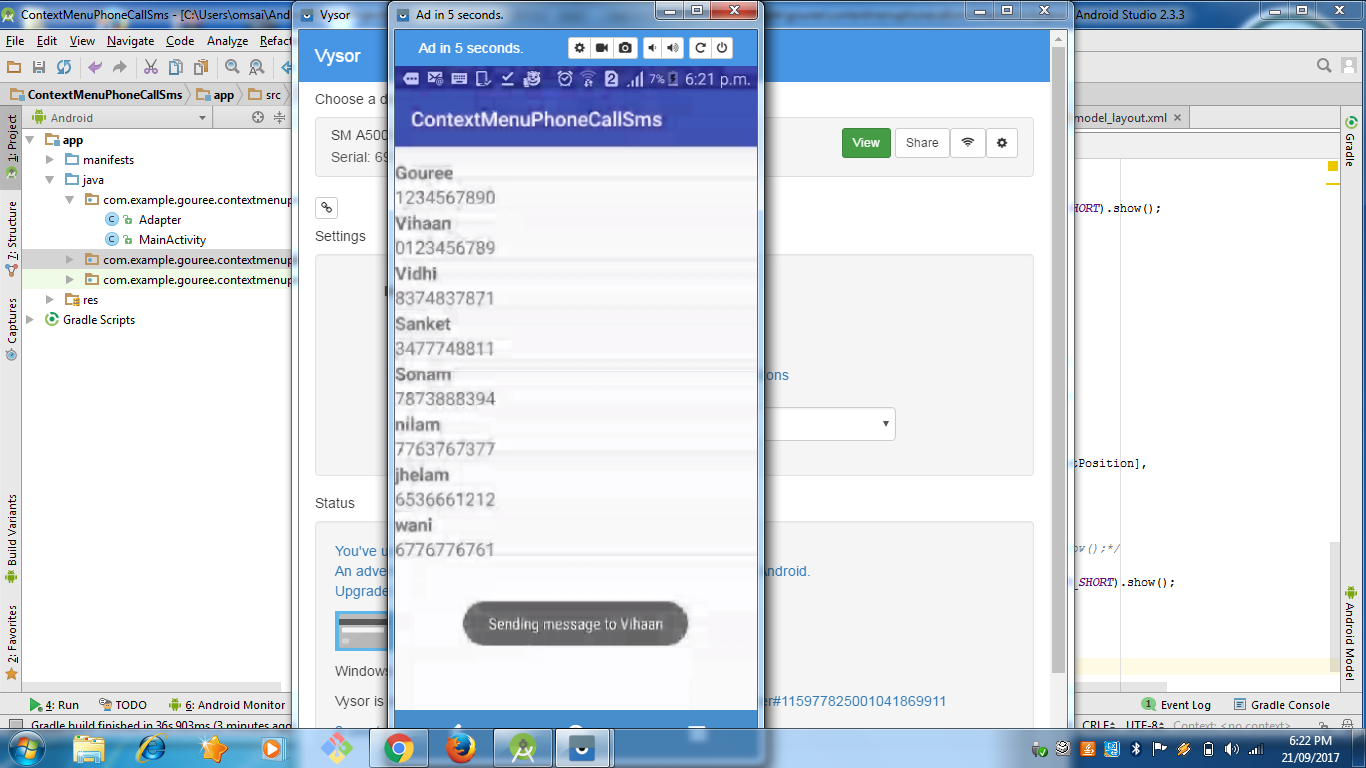 ContextMenuPhoneCallSms - [C:\Users\omsai\And
Vysor
Ad in 5 seconds.
Android Studio 2.3.3
File Edit View Navigate Code Analyze Refact
Vysor
Ad in 5 seconds.
7% 6:21 p.m.
ContextMenuPhoneCallSms app src
Choose a d
ContextMenuPhoneCallSms
model_layout.xml
Android
SM A500
Serial: 69
View Share
1: Project
Gradle
app
manifests
java
com.example.gouree.contextmenup
Adapter
MainActivity
com.example.gouree.contextmenup
com.example.gouree.contextmenup
res
Gradle Scripts
7: Structure
Captures
Build Variants
2: Favorites
Settings
Gouree
1234567890
Vihaan
0123456789
Vidhi
8374837871
Sanket
3477748811
Sonam
7873888394
nilam
7763767377
jhelam
6536661212
wani
6776776761
Sending message to Vihaan
ons
HORT).show();
tPosition],
ow();*/
_SHORT).show();
Status
You've u
An adve
ndroid.
Upgrade
Windows
Vysor is
er#115977825001041869911
Android Model
4: Run TODO 6: Android Monitor
1 Event Log Gradle Console
Gradle build finished in 36s 903ms (3 minutes ago
CRLF UTF-8 Context: <no context>
6:22 PM
21/09/2017